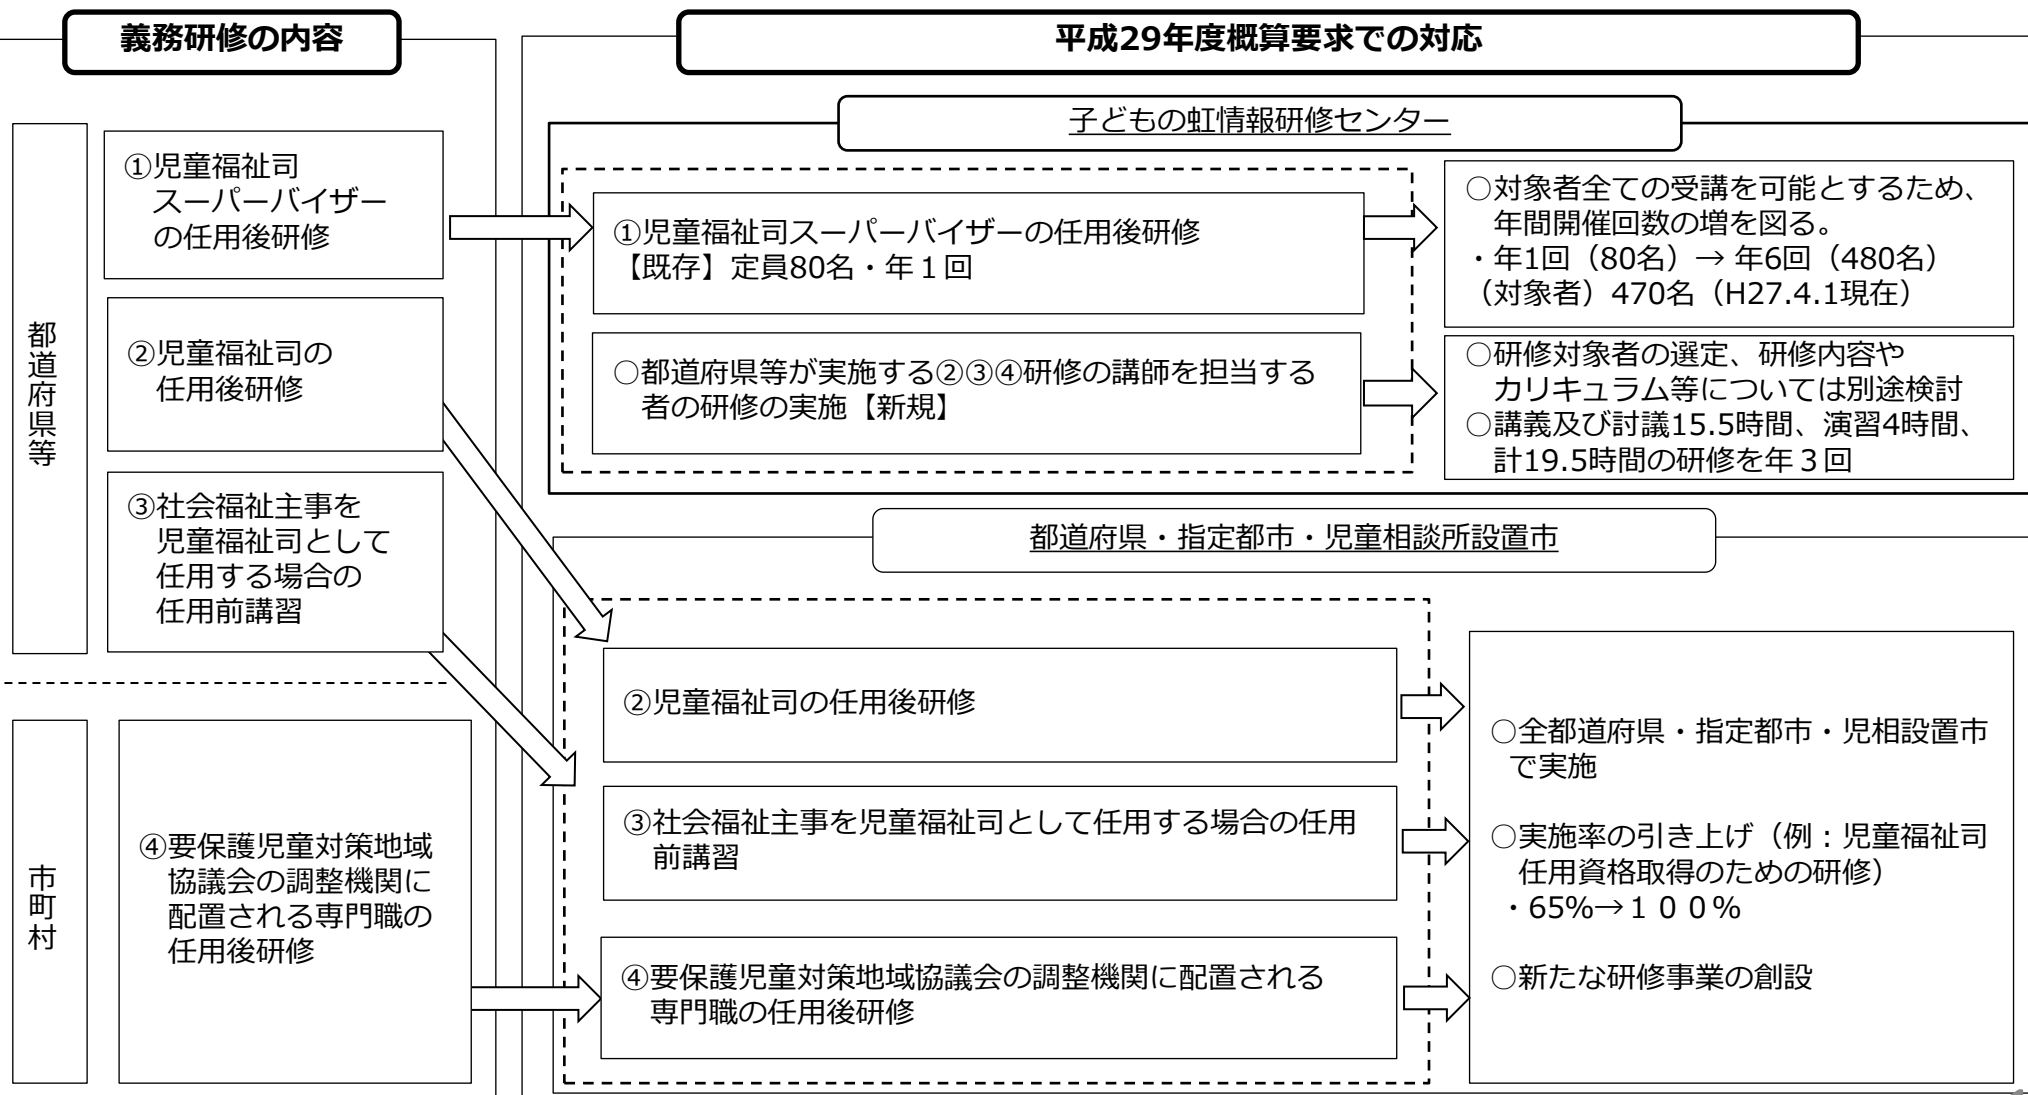 義務研修の内容
平成29年度概算要求での対応
都道府県等
①児童福祉司
スーパーバイザー
の任用後研修
②児童福祉司の
任用後研修
③社会福祉主事を
児童福祉司として
任用する場合の
任用前講習
市町村
④要保護児童対策地域
協議会の調整機関に
配置される専門職の
任用後研修
子どもの虹情報研修センター
①児童福祉司スーパーバイザーの任用後研修
【既存】定員80名・年１回
○対象者全ての受講を可能とするため、
年間開催回数の増を図る。
・年1回（80名）→ 年6回（480名）
（対象者）470名（H27.4.1現在）
○都道府県等が実施する②③④研修の講師を担当する
者の研修の実施【新規】
○研修対象者の選定、研修内容や
カリキュラム等については別途検討
○講義及び討議15.5時間、演習4時間、
計19.5時間の研修を年３回
都道府県・指定都市・児童相談所設置市
②児童福祉司の任用後研修
③社会福祉主事を児童福祉司として任用する場合の任用
前講習
④要保護児童対策地域協議会の調整機関に配置される
専門職の任用後研修
○全都道府県・指定都市・児相設置市
で実施
○実施率の引き上げ（例：児童福祉司
任用資格取得のための研修）
・65%→１００%
○新たな研修事業の創設